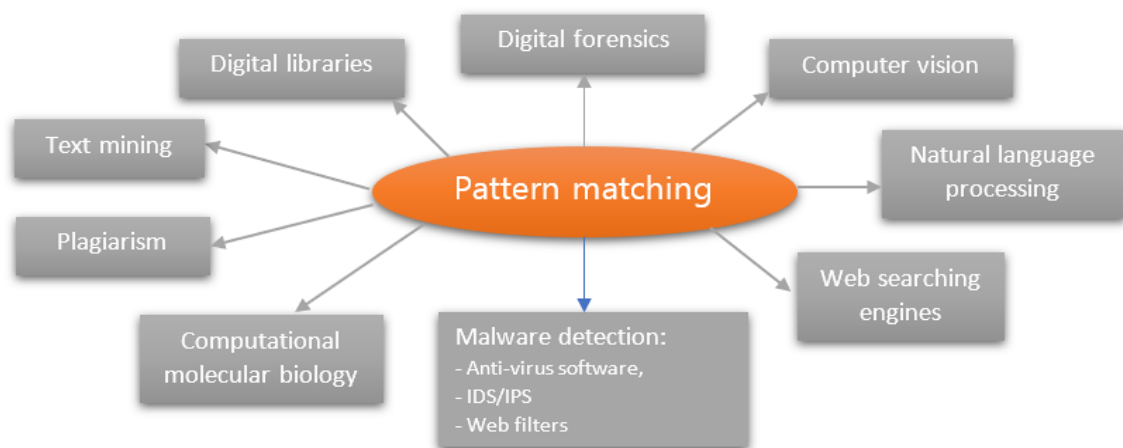 Digital forensics
Digital libraries
Computer vision
Text mining
Natural language
processing
Pattern matching
Plagiarism
Web searching
engines
Computational
molecular biology
Malware detection:
- Anti-virus software,
- IDS/IPS
- Web filters